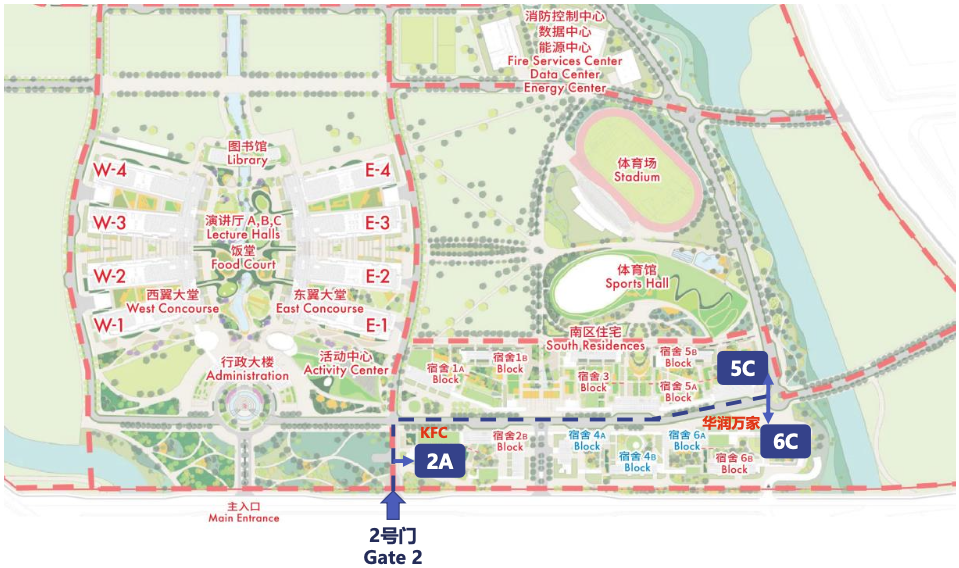 消防控制中心
数据中心
能源中心
Fire Services Center
Data Center
Energy Center
图书馆
Library
W-4
E-4
体育场
Stadium
W-3
演讲厅 A,B,C
Lecture Halls
E-3
饭堂
Food Court
W-2
E-2
体育馆
Sports Hall
西翼大堂
West Concourse
东翼大堂
East Concourse
W-1
E-1
南区住宅
South Residences
行政大楼
Administration
活动中心
Activity Center
宿舍 1A
Block
宿舍 1B
Block
宿舍 3
Block
宿舍 5B
Block
宿舍 5A
Block
5C
KFC
2A
宿舍 2B
Block
宿舍 4A
Block
宿舍 4B
Block
宿舍 6A
Block
宿舍 6B
Block
华润万家
6C
主入口
Main Entrance
2号门
Gate 2